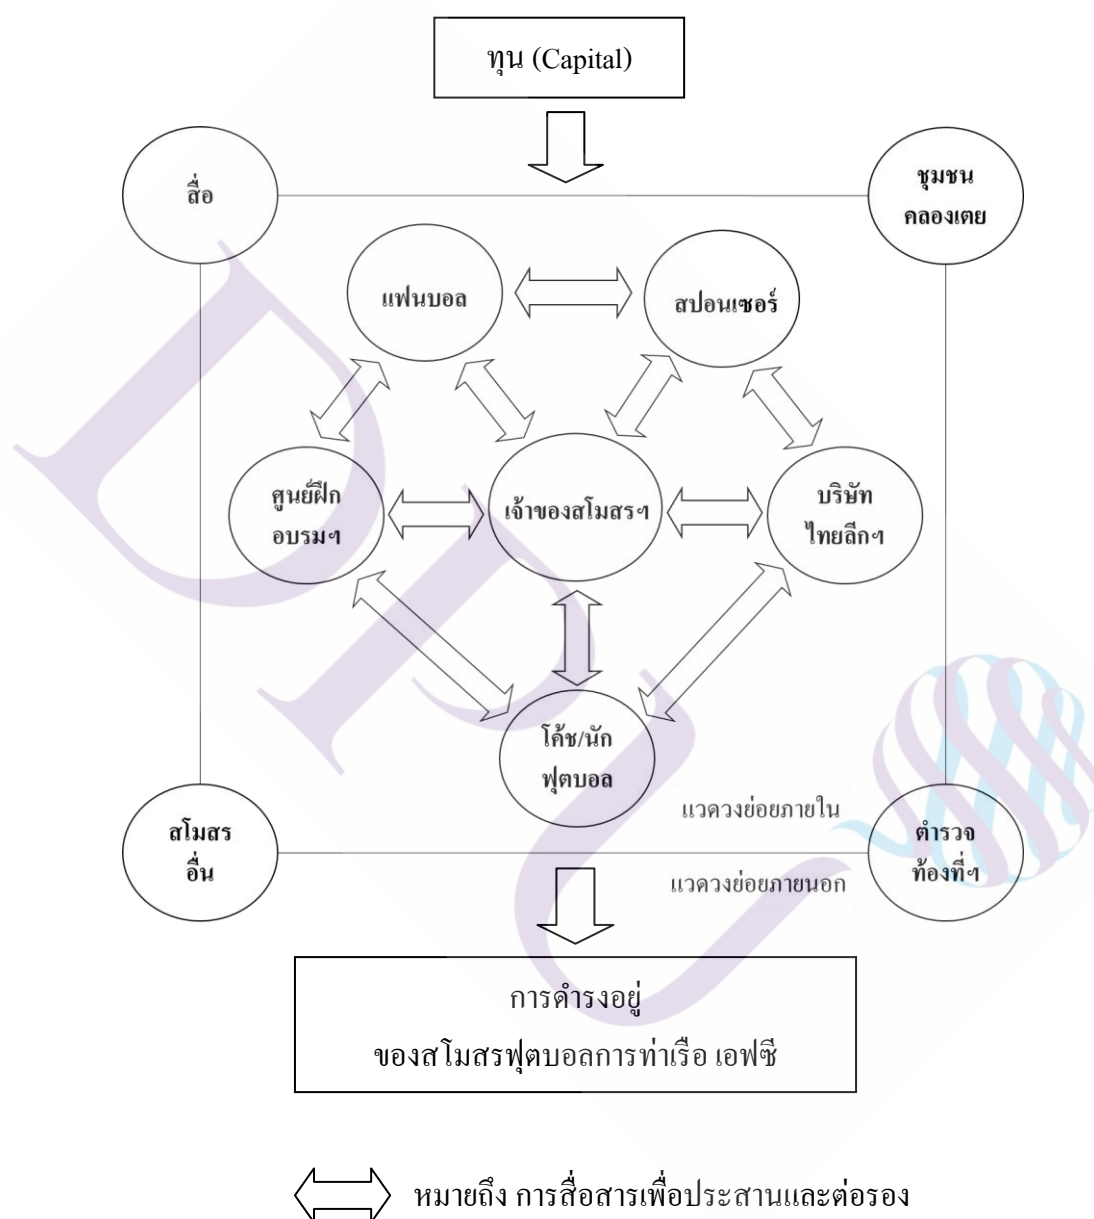 ทุน (Capital)
สื่อ
ชุมชน
คลองเตย
แฟนบอล
สปอนเซอร์
ศูนย์ฝึก
อบรมฯ
เจ้าของสโมสรฯ
บริษัท
ไทยลีกฯ
โค้ช/นัก
ฟุตบอล
แวดวงย่อยภายใน
สโมสร
อื่น
ตำรวจ
ท้องที่ฯ
แวดวงย่อยภายนอก
การดำรงอยู่
ของสโมสรฟุตบอลการท่าเรือ เอฟซี
หมายถึง การสื่อสารเพื่อประสานและต่อรอง
DPU